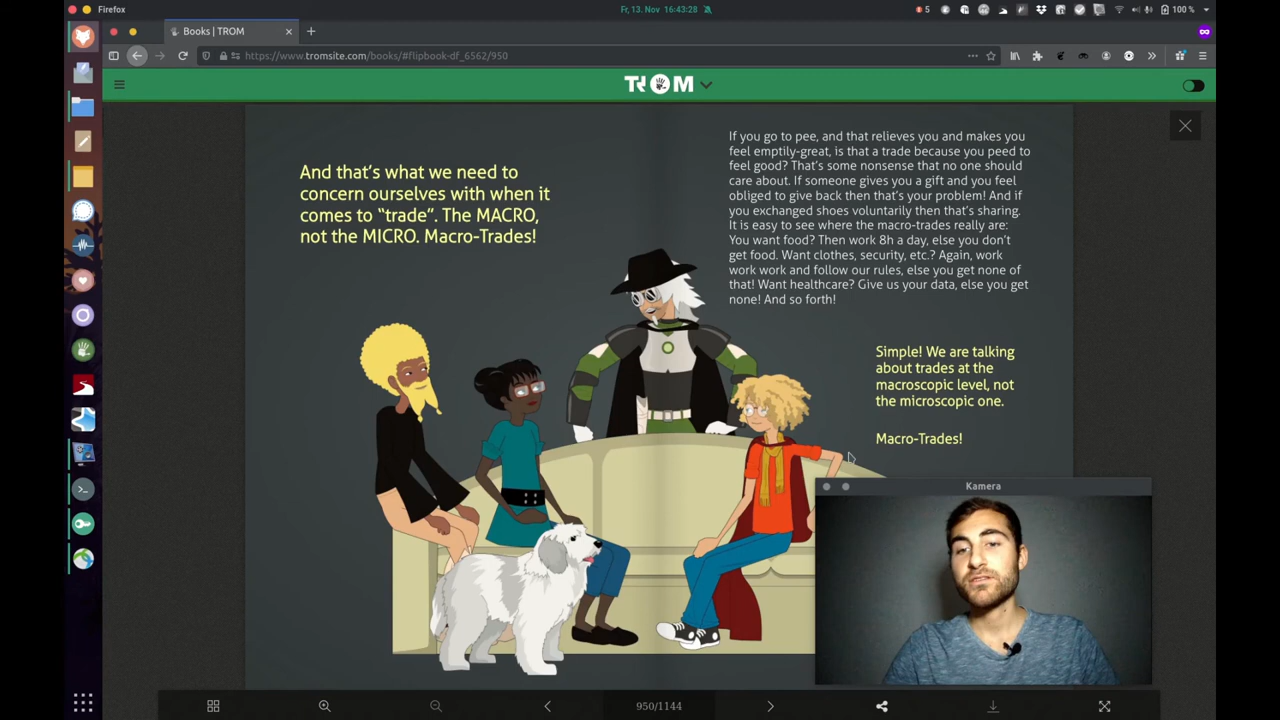 Firefox
Fr, 13. Nov 16:43:28
5
100 %
Books | TROM
https://www.tromsite.com/books/#flipbook-df_6562/950
TROM
And that's what we need to
concern ourselves with when it
comes to "trade". The MACRO,
not the MICRO. Macro-Trades!
If you go to pee, and that relieves you and makes you
feel emptily-great, is that a trade because you peed to
feel good? That's some nonsense that no one should
care about. If someone gives you a gift and you feel
obliged to give back then that's your problem! And if
you exchanged shoes voluntarily then that's sharing.
It is easy to see where the macro-trades really are:
You want food? Then work 8h a day, else you don't
get food. Want clothes, security, etc.? Again, work
work work and follow our rules, else you get none of
that! Want healthcare? Give us your data, else you get
none! And so forth!
Simple! We are talking
about trades at the
macroscopic level, not
the microscopic one.
Macro-Trades!
Kamera
950/1144